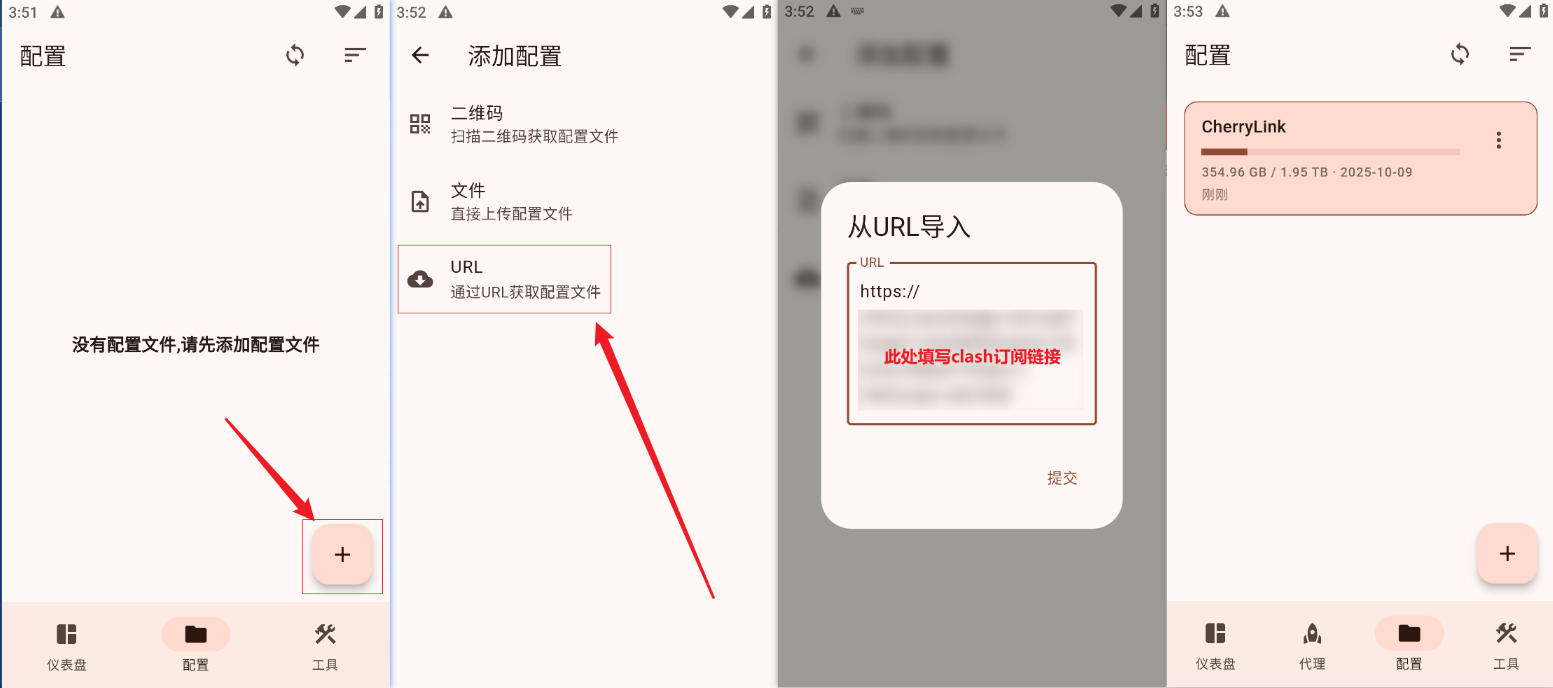 3:51
配置
没有配置文件,请先添加配置文件
仪表盘
配置
工具
3:52
添加配置
二维码
扫描二维码获取配置文件
文件
直接上传配置文件
URL
通过URL获取配置文件
3:52
从URL导入
URL
https://
此处填写clash订阅链接
提交
3:53
配置
CherryLink
354.96 GB / 1.95 TB · 2025-10-09
刚刚
仪表盘
代理
配置
工具